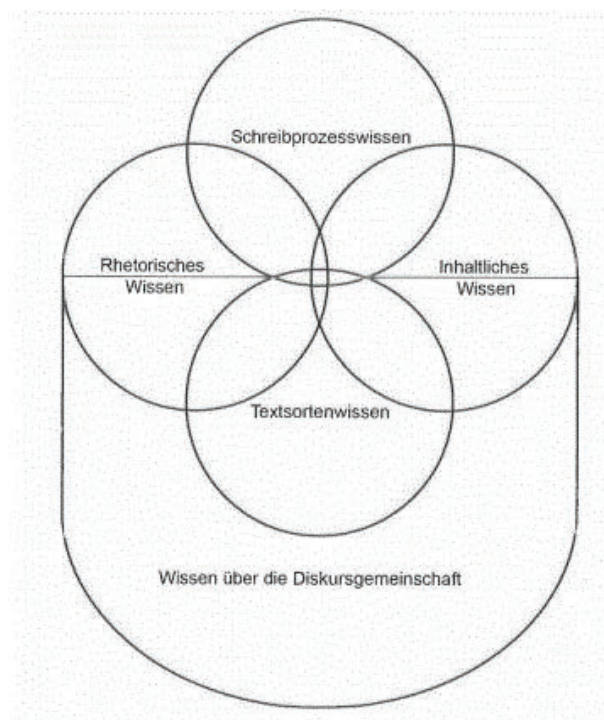 Schreibprozesswissen
Rhetorisches
Wissen
Inhaltliches
Wissen
Textsortenwissen
Wissen über die Diskursgemeinschaft